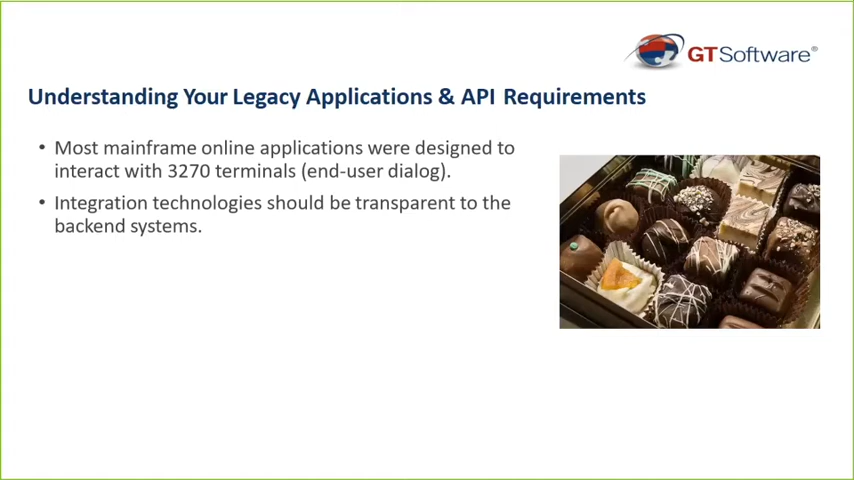 GTSoftware®
Understanding Your Legacy Applications & API Requirements
• Most mainframe online applications were designed to
interact with 3270 terminals (end-user dialog).
• Integration technologies should be transparent to the
backend systems.